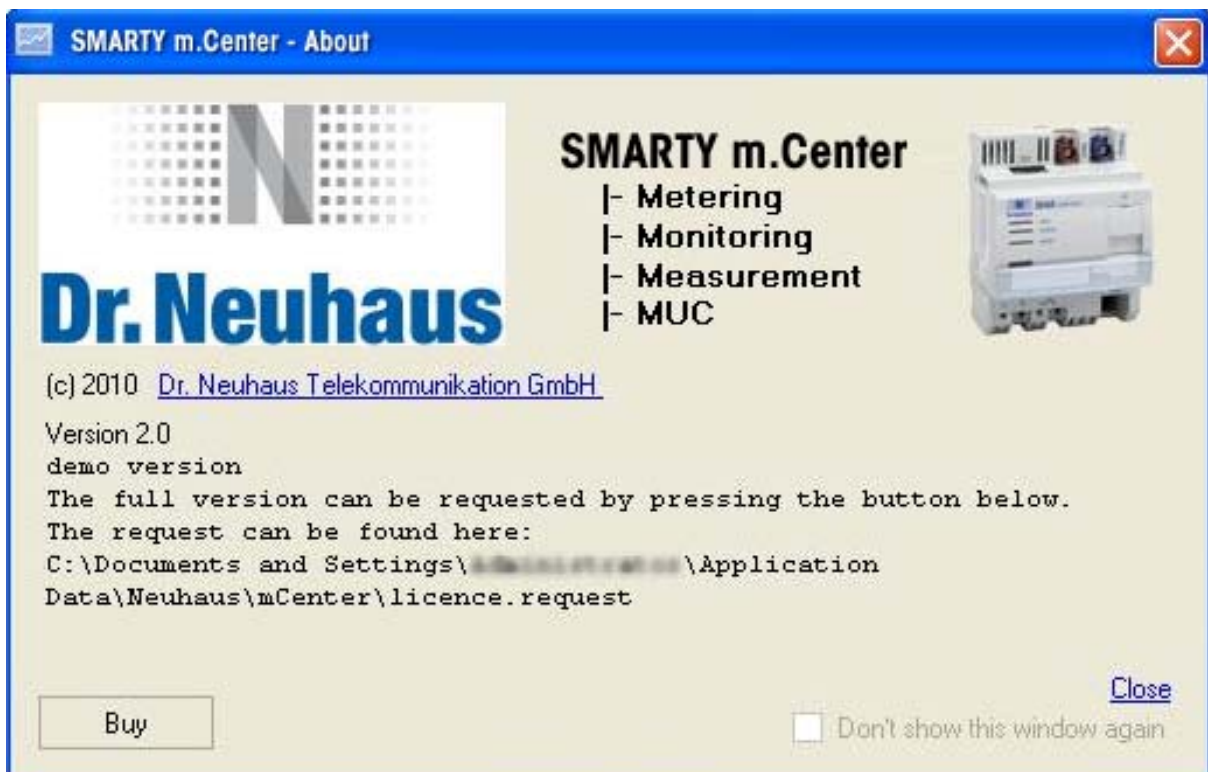 SMARTY m.Center - About
Dr. Neuhaus
SMARTY m.Center
|- Metering
|- Monitoring
|- Measurement
|- MUC
(c) 2010 Dr. Neuhaus Telekommunikation GmbH
Version 2.0
demo version
The full version can be requested by pressing the button below.
The request can be found here:
C:\Documents and Settings\ \Application
Data\Neuhaus\mCenter\licence.request
Close
Buy
Don't show this window again